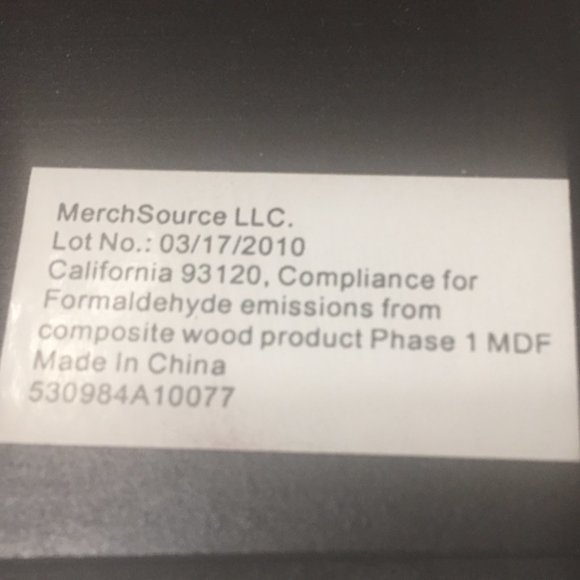 MerchSource LLC.
Lot No.: 03/17/2010
California 93120, Compliance for
Formaldehyde emissions from
composite wood product Phase 1 MDF
Made In China
530984A10077